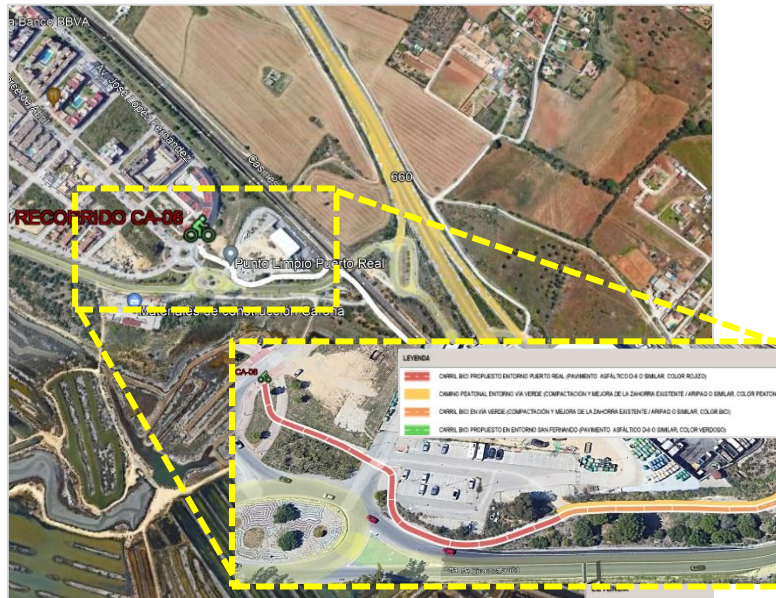 a Banco BBVA
Av. José López Fernández
660
RECORRIDO CA-06
Punto Limpio Puerto Real
Materiales de construcción Carona
LEYENDA
CARRIL BICI PROPUESTO ENTORNO PUERTO REAL (PAVIMENTO ASFÁLTICO D-8 O SIMILAR, COLOR ROJIZO)
CAMINO PEATONAL ENTORNO VÍA VERDE (COMPACTACIÓN Y MEJORA DE LA ZAHORRA EXISTENTE / ARIPAQ O SIMILAR, COLOR PEATON
CARRIL BICI EN VÍA VERDE (COMPACTACIÓN Y MEJORA DE LA ZAHORRA EXISTENTE / ARIPAQ O SIMILAR, COLOR BICI)
CARRIL BICI PROPUESTO EN ENTORNO SAN FERNANDO (PAVIMENTO ASFÁLTICO D-8 O SIMILAR, COLOR VERDOSO)
CA-06
LEYENDA